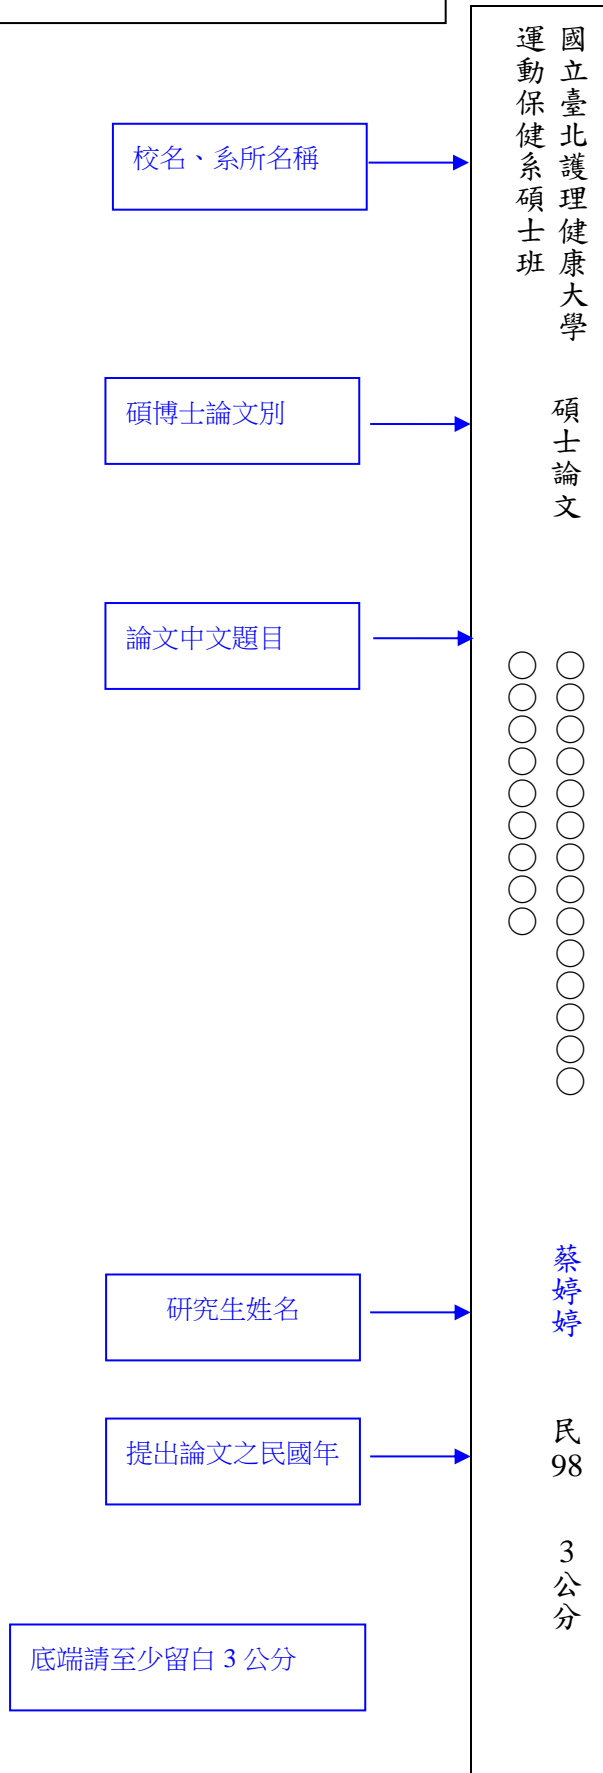 國立臺北護理健康大學
運動保健系碩士班
碩士論文
○○○○○○○○○○○○○○
○○○○○○○○○
蔡婷婷
民98
3公分
校名、系所名稱
碩博士論文別
論文中文題目
研究生姓名
提出論文之民國年
底端請至少留白 3 公分